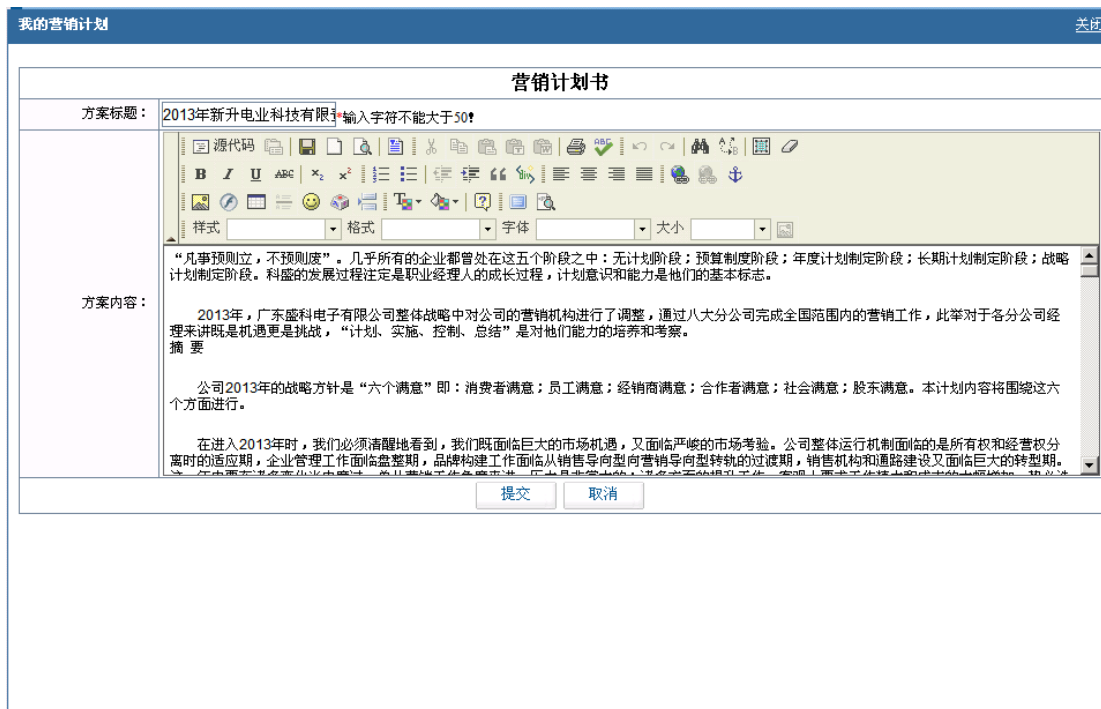 我的营销计划
关闭
营销计划书
方案标题：
2013年新升电业科技有限
*输入字符不能大于50!
源代码
样式
格式
字体
大小
方案内容：
“凡事预则立，不预则废”。几乎所有的企业都曾处在这五个阶段之中：无计划阶段；预算制度阶段；年度计划制定阶段；长期计划制定阶段；战略
计划制定阶段。科盛的发展过程注定是职业经理人的成长过程，计划意识和能力是他们的基本标志。
2013年，广东盛科电子有限公司整体战略中对公司的营销机构进行了调整，通过八大分公司完成全国范围内的营销工作，此举对于各分公司经
理来讲既是机遇更是挑战，“计划、实施、控制、总结”是对他们能力的培养和考察。
摘 要
公司2013年的战略方针是“六个满意”即：消费者满意；员工满意；经销商满意；合作者满意；社会满意；股东满意。本计划内容将围绕这六
个方面进行。
在进入2013年时，我们必须清醒地看到，我们既面临巨大的市场机遇，又面临严峻的市场考验。公司整体运行机制面临的是所有权和经营权分
离时的适应期，企业管理工作面临盘整期，品牌构建工作面临从销售导向型向营销导向型转轨的过渡期，销售机构和通路建设又面临巨大的转型期。
提交
取消